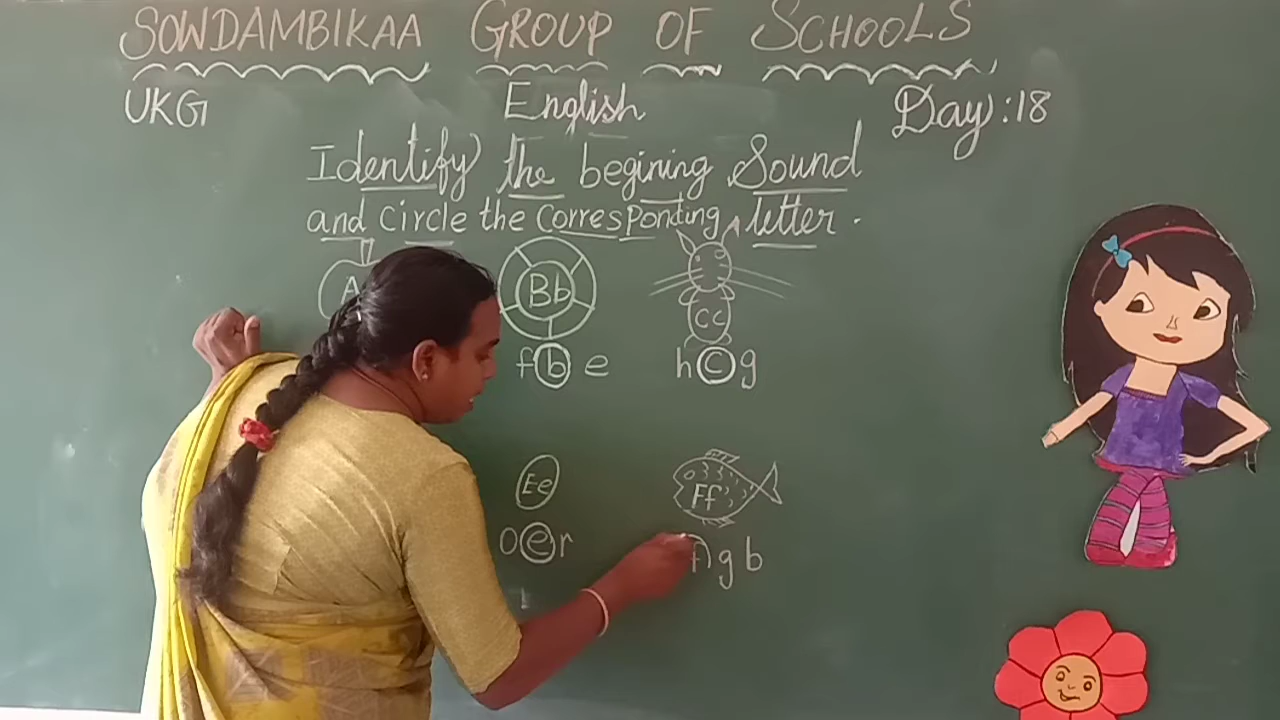 SOWDAMBIKAA GROUP OF SCHOOLS
UKG English Day:18
Identify the begining Sound
and circle the corresponding letter.
A Bb Cc
f b e h c g
Ee Ff
o e r f g b